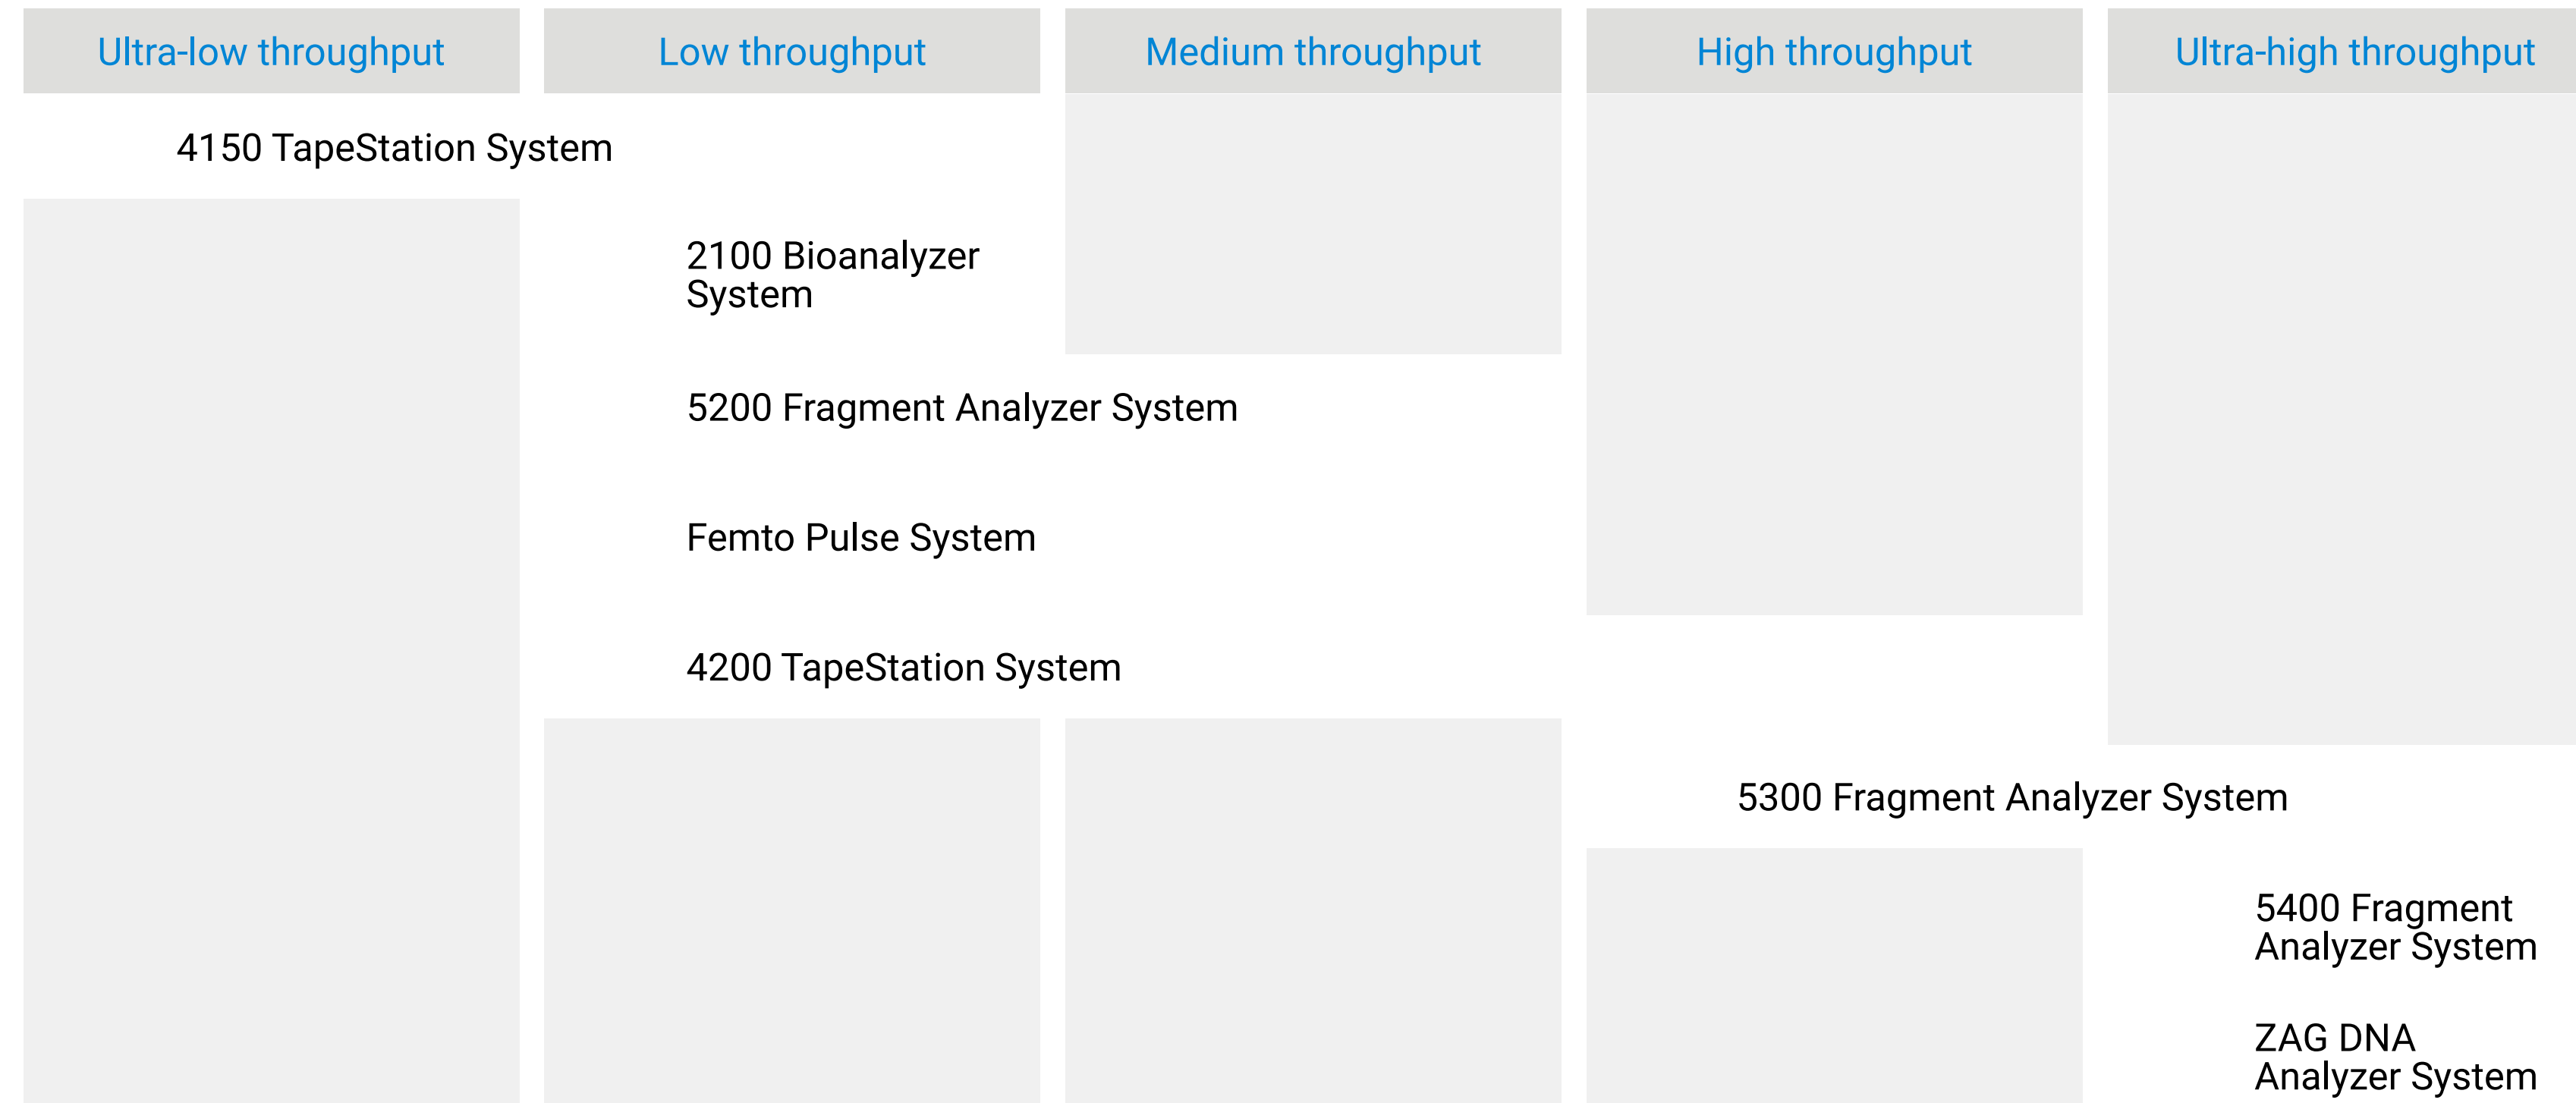 Ultra-low throughput
Low throughput
Medium throughput
High throughput
Ultra-high throughput
4150 TapeStation System
2100 Bioanalyzer
System
5200 Fragment Analyzer System
Femto Pulse System
4200 TapeStation System
5300 Fragment Analyzer System
5400 Fragment
Analyzer System
ZAG DNA
Analyzer System